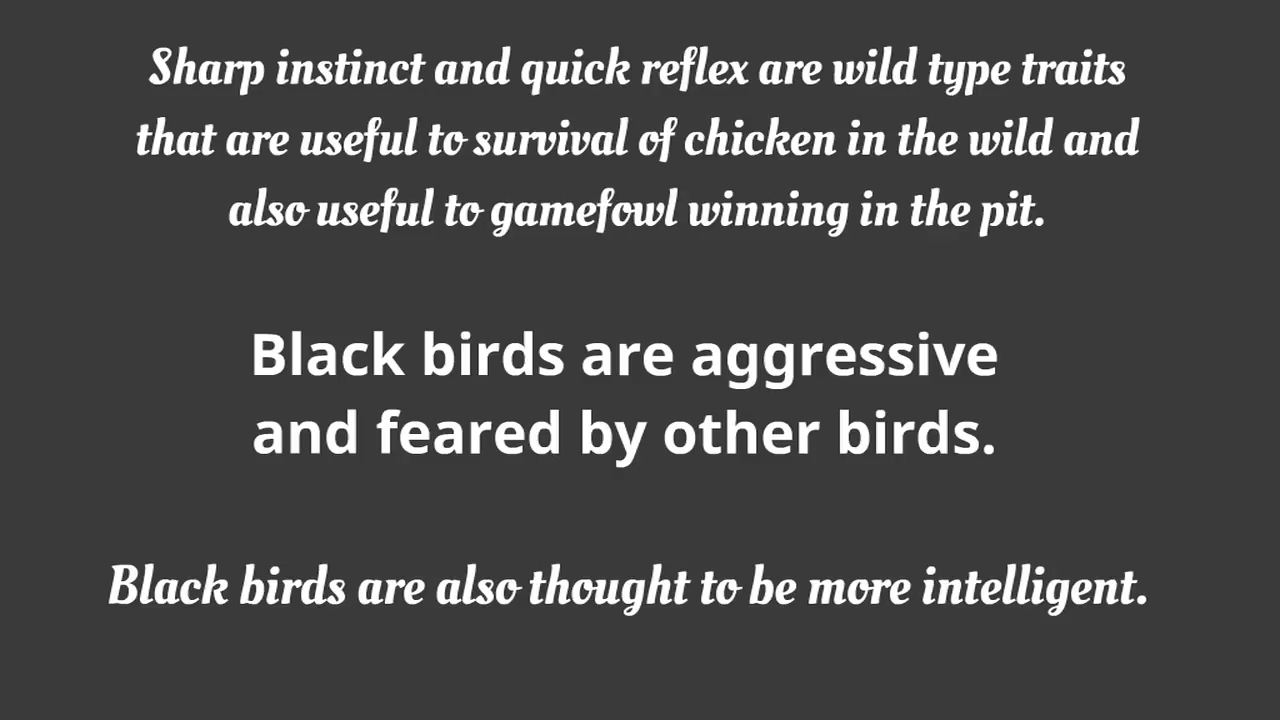 Sharp instinct and quick reflex are wild type traits
that are useful to survival of chicken in the wild and
also useful to gamefowl winning in the pit.
Black birds are aggressive
and feared by other birds.
Black birds are also thought to be more intelligent.